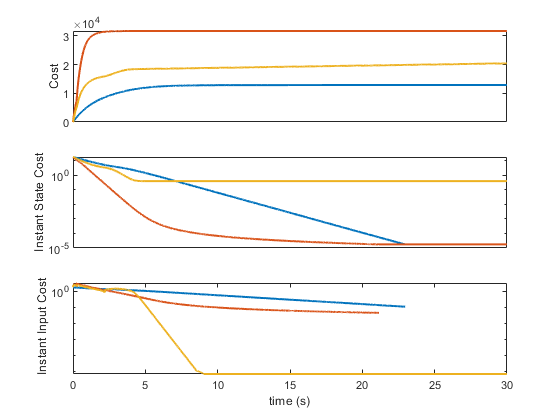 ×10⁴
3
2
1
0
Cost
10⁰
10⁻⁵
Instant State Cost
10⁰
Instant Input Cost
0 5 10 15 20 25 30
time (s)